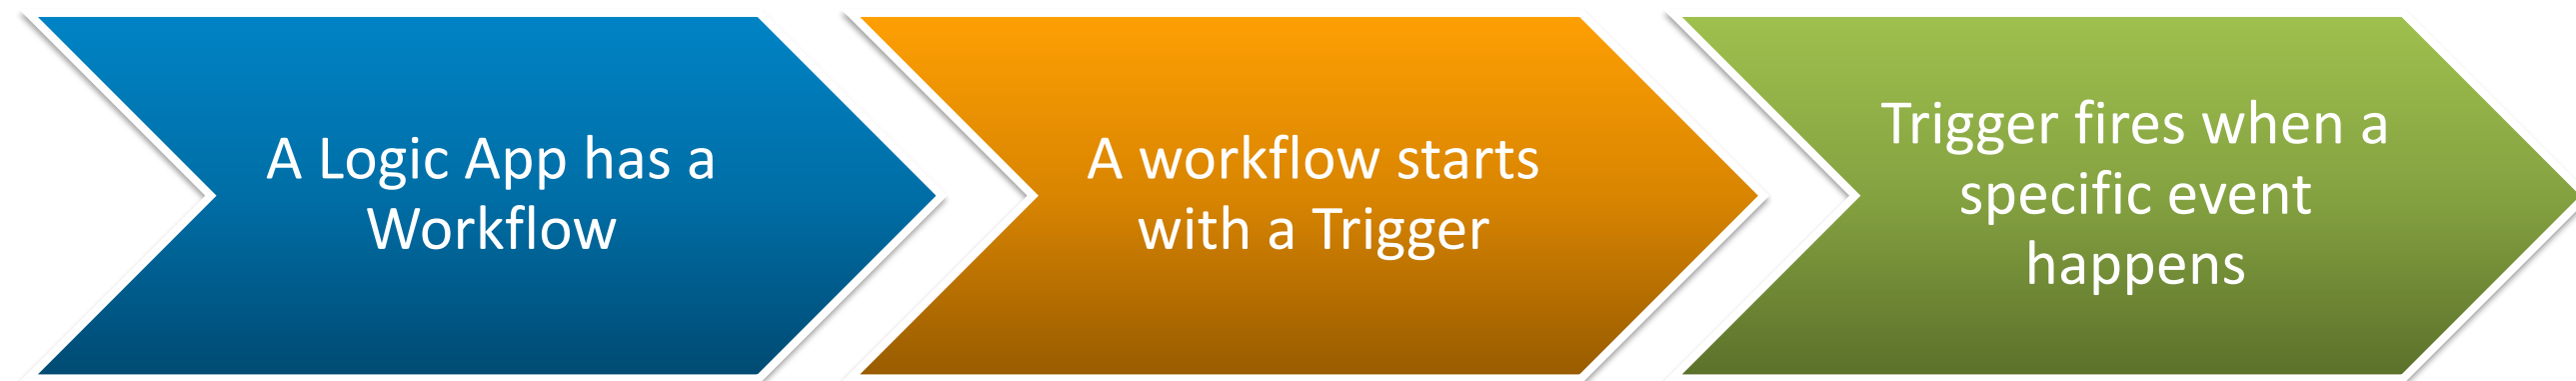 A Logic App has a
Workflow
A workflow starts
with a Trigger
Trigger fires when a
specific event
happens